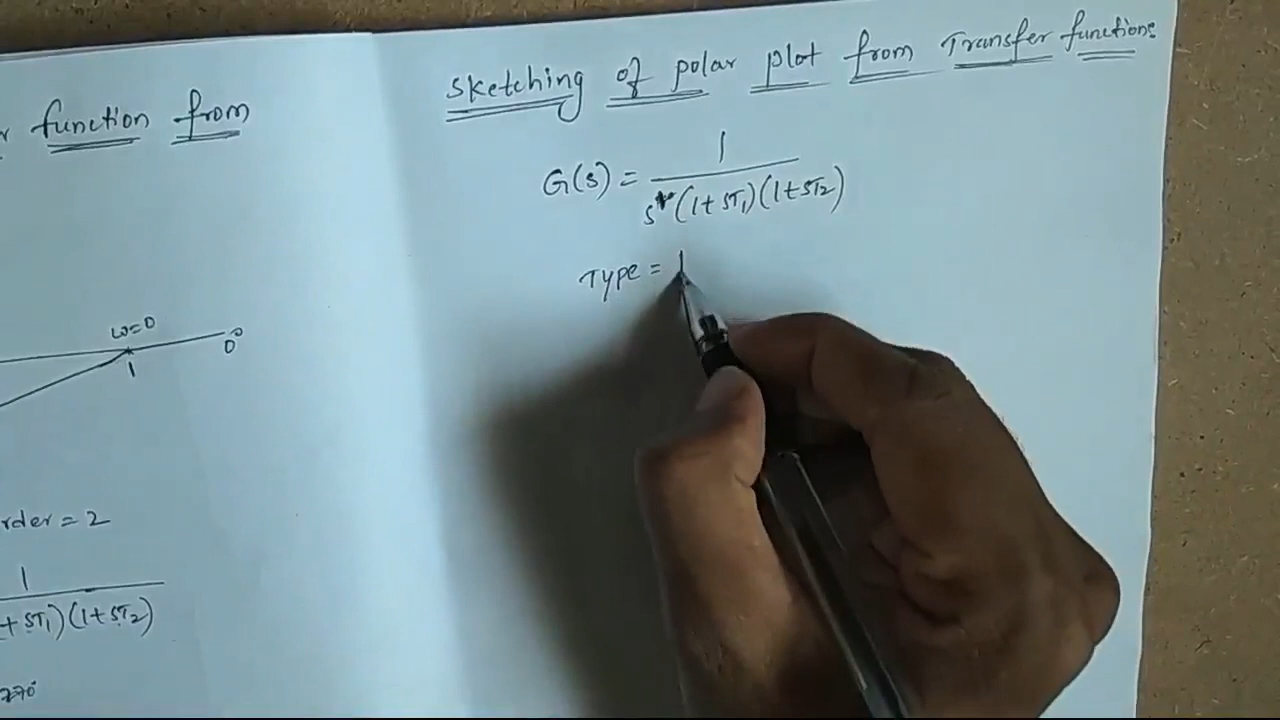 r function from
ω=0
0°
1
rder = 2
1
+ ST₁)(1+ST₂)
270°
Sketching of polar plot from Transfer functions
1
G(s) =
s (1+ST₁)(1+ST₂)
Type = 1